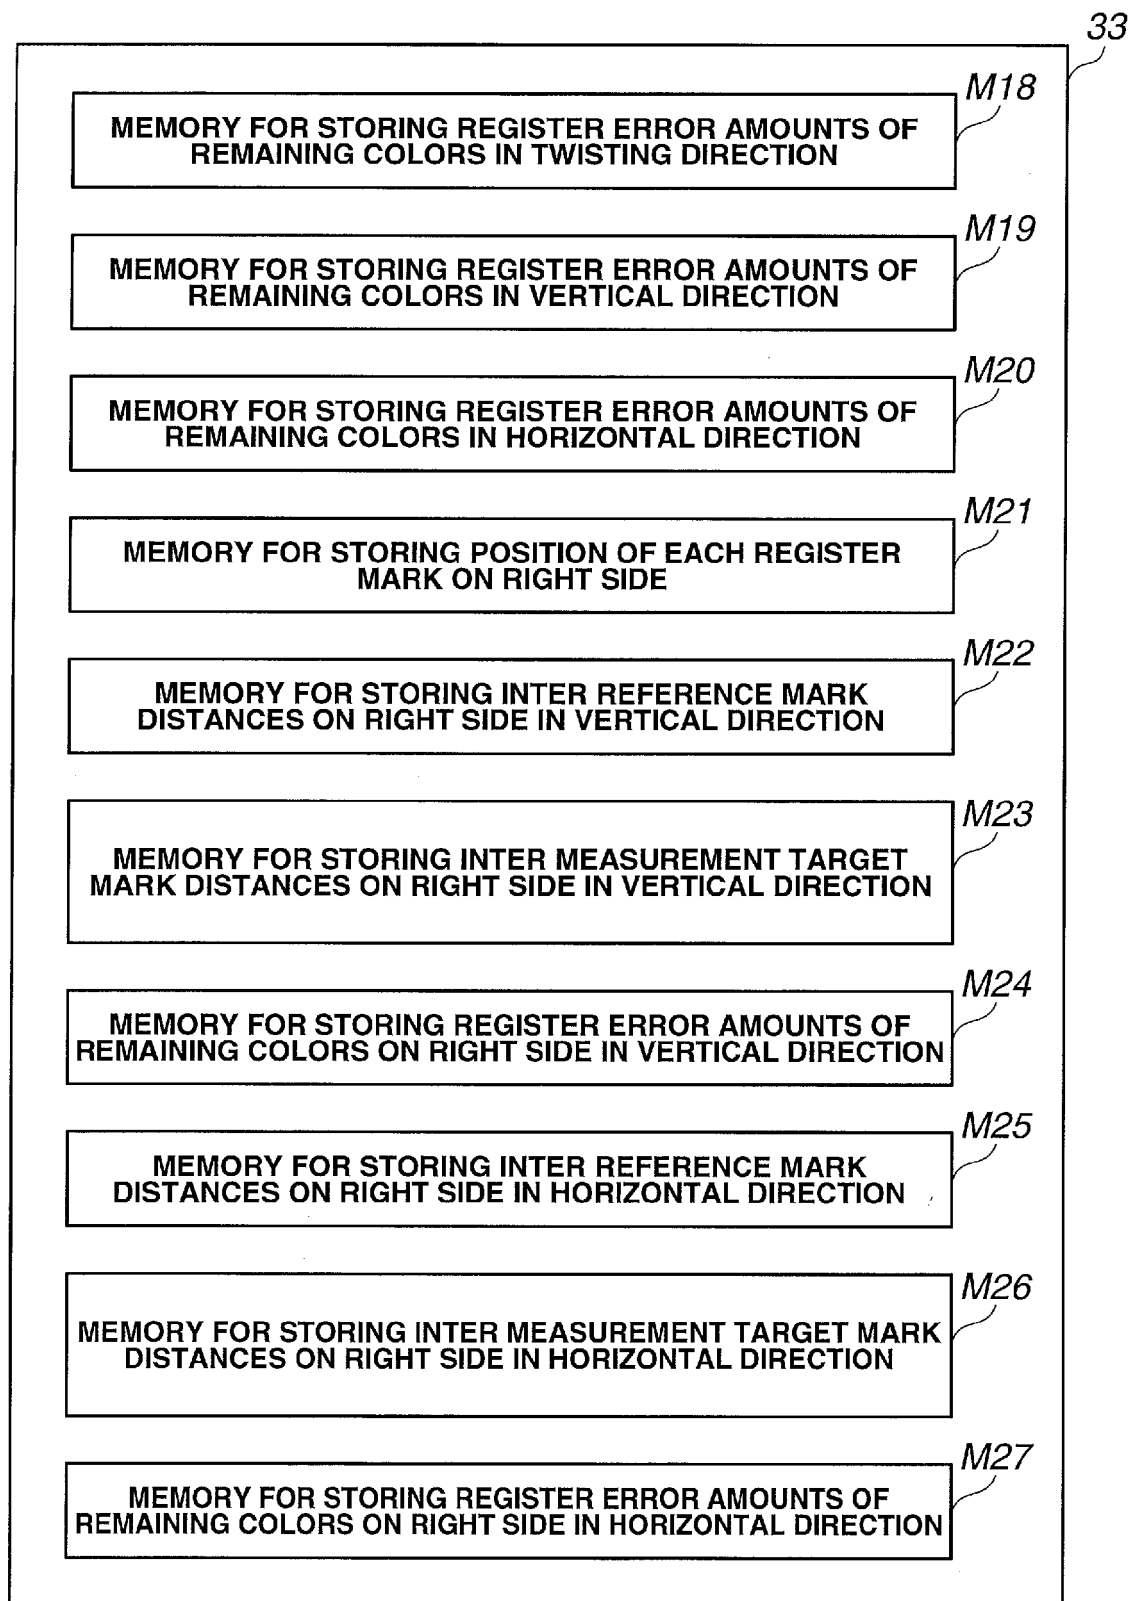 33
M18
MEMORY FOR STORING REGISTER ERROR AMOUNTS OF
REMAINING COLORS IN TWISTING DIRECTION
M19
MEMORY FOR STORING REGISTER ERROR AMOUNTS OF
REMAINING COLORS IN VERTICAL DIRECTION
M20
MEMORY FOR STORING REGISTER ERROR AMOUNTS OF
REMAINING COLORS IN HORIZONTAL DIRECTION
M21
MEMORY FOR STORING POSITION OF EACH REGISTER
MARK ON RIGHT SIDE
M22
MEMORY FOR STORING INTER REFERENCE MARK
DISTANCES ON RIGHT SIDE IN VERTICAL DIRECTION
M23
MEMORY FOR STORING INTER MEASUREMENT TARGET
MARK DISTANCES ON RIGHT SIDE IN VERTICAL DIRECTION
M24
MEMORY FOR STORING REGISTER ERROR AMOUNTS OF
REMAINING COLORS ON RIGHT SIDE IN VERTICAL DIRECTION
M25
MEMORY FOR STORING INTER REFERENCE MARK
DISTANCES ON RIGHT SIDE IN HORIZONTAL DIRECTION
M26
MEMORY FOR STORING INTER MEASUREMENT TARGET MARK
DISTANCES ON RIGHT SIDE IN HORIZONTAL DIRECTION
M27
MEMORY FOR STORING REGISTER ERROR AMOUNTS OF
REMAINING COLORS ON RIGHT SIDE IN HORIZONTAL DIRECTION